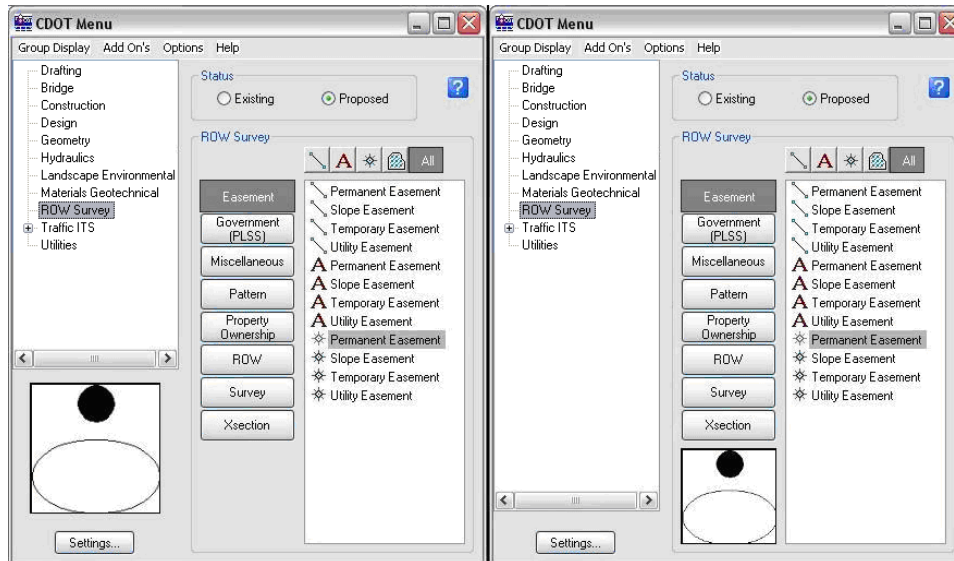 CDOT Menu
Group Display Add On's Options Help
Drafting
Bridge
Construction
Design
Geometry
Hydraulics
Landscape Environmental
Materials Geotechnical
ROW Survey
Traffic ITS
Utilities
Settings...
Status
Existing Proposed
?
ROW Survey
A All
Easement
Government
(PLSS)
Miscellaneous
Pattern
Property
Ownership
ROW
Survey
Xsection
Permanent Easement
Slope Easement
Temporary Easement
Utility Easement
A Permanent Easement
A Slope Easement
A Temporary Easement
A Utility Easement
Permanent Easement
Slope Easement
Temporary Easement
Utility Easement
CDOT Menu
Group Display Add On's Options Help
Drafting
Bridge
Construction
Design
Geometry
Hydraulics
Landscape Environmental
Materials Geotechnical
ROW Survey
Traffic ITS
Utilities
Settings...
Status
Existing Proposed
?
ROW Survey
A All
Easement
Government
(PLSS)
Miscellaneous
Pattern
Property
Ownership
ROW
Survey
Xsection
Permanent Easement
Slope Easement
Temporary Easement
Utility Easement
A Permanent Easement
A Slope Easement
A Temporary Easement
A Utility Easement
Permanent Easement
Slope Easement
Temporary Easement
Utility Easement